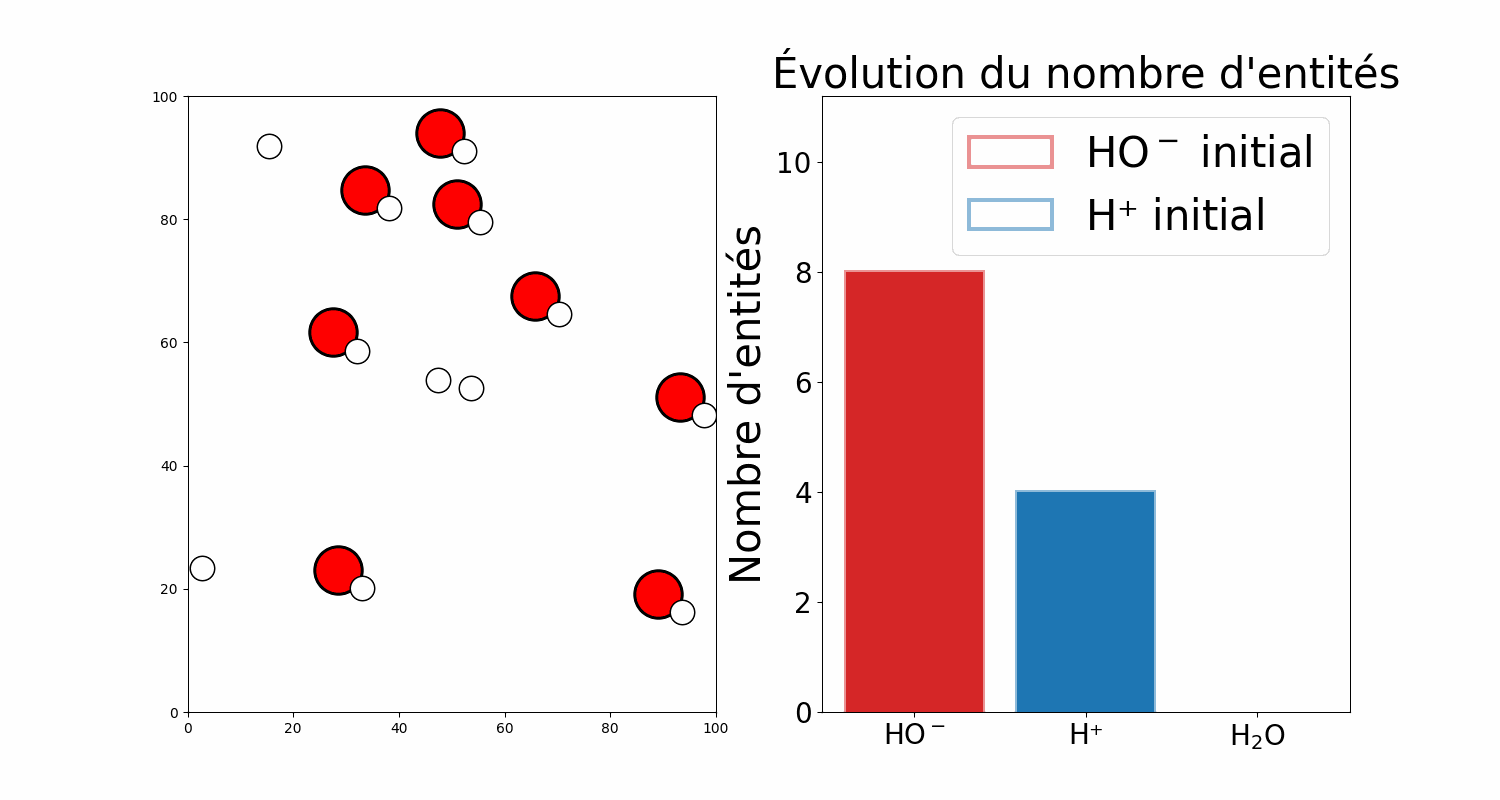 Évolution du nombre d'entités
100
80
60
40
20
0
0 20 40 60 80 100
Nombre d'entités
10
8
6
4
2
0
HO⁻ initial
H⁺ initial
HO⁻ H⁺ H₂O